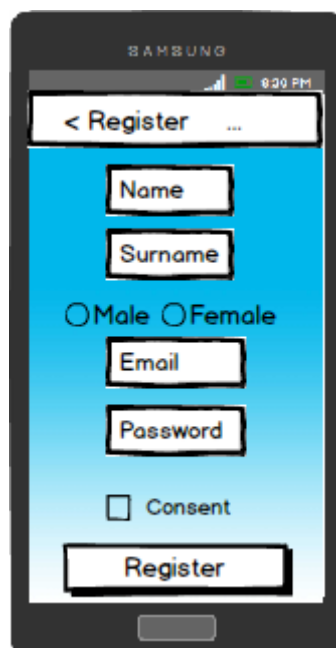 SAMSUNG
8:30 PM
< Register ...
Name
Surname
Male Female
Email
Password
Consent
Register